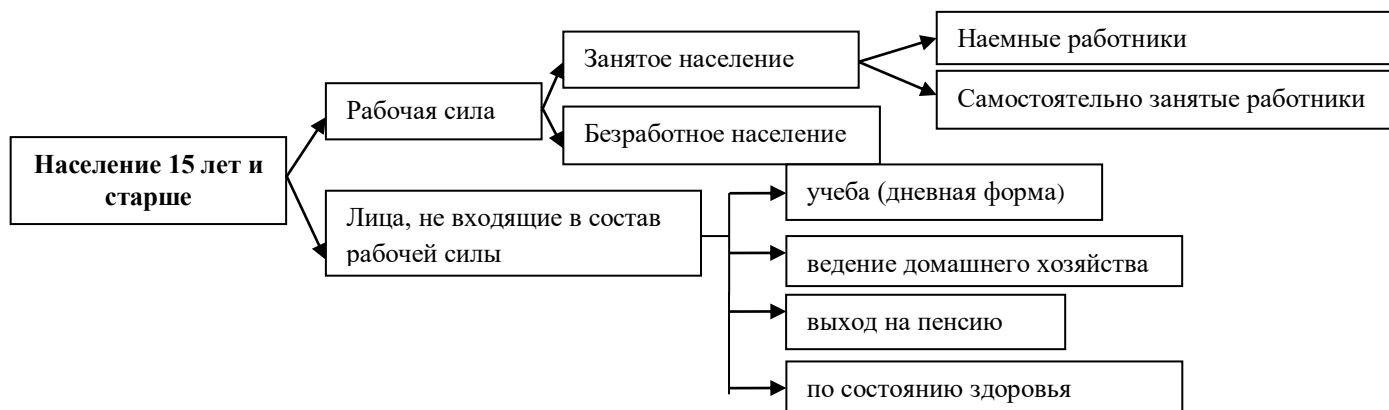 Население 15 лет и
старше
Рабочая сила
Занятое население
Наемные работники
Самостоятельно занятые работники
Безработное население
Лица, не входящие в состав
рабочей силы
учеба (дневная форма)
ведение домашнего хозяйства
выход на пенсию
по состоянию здоровья